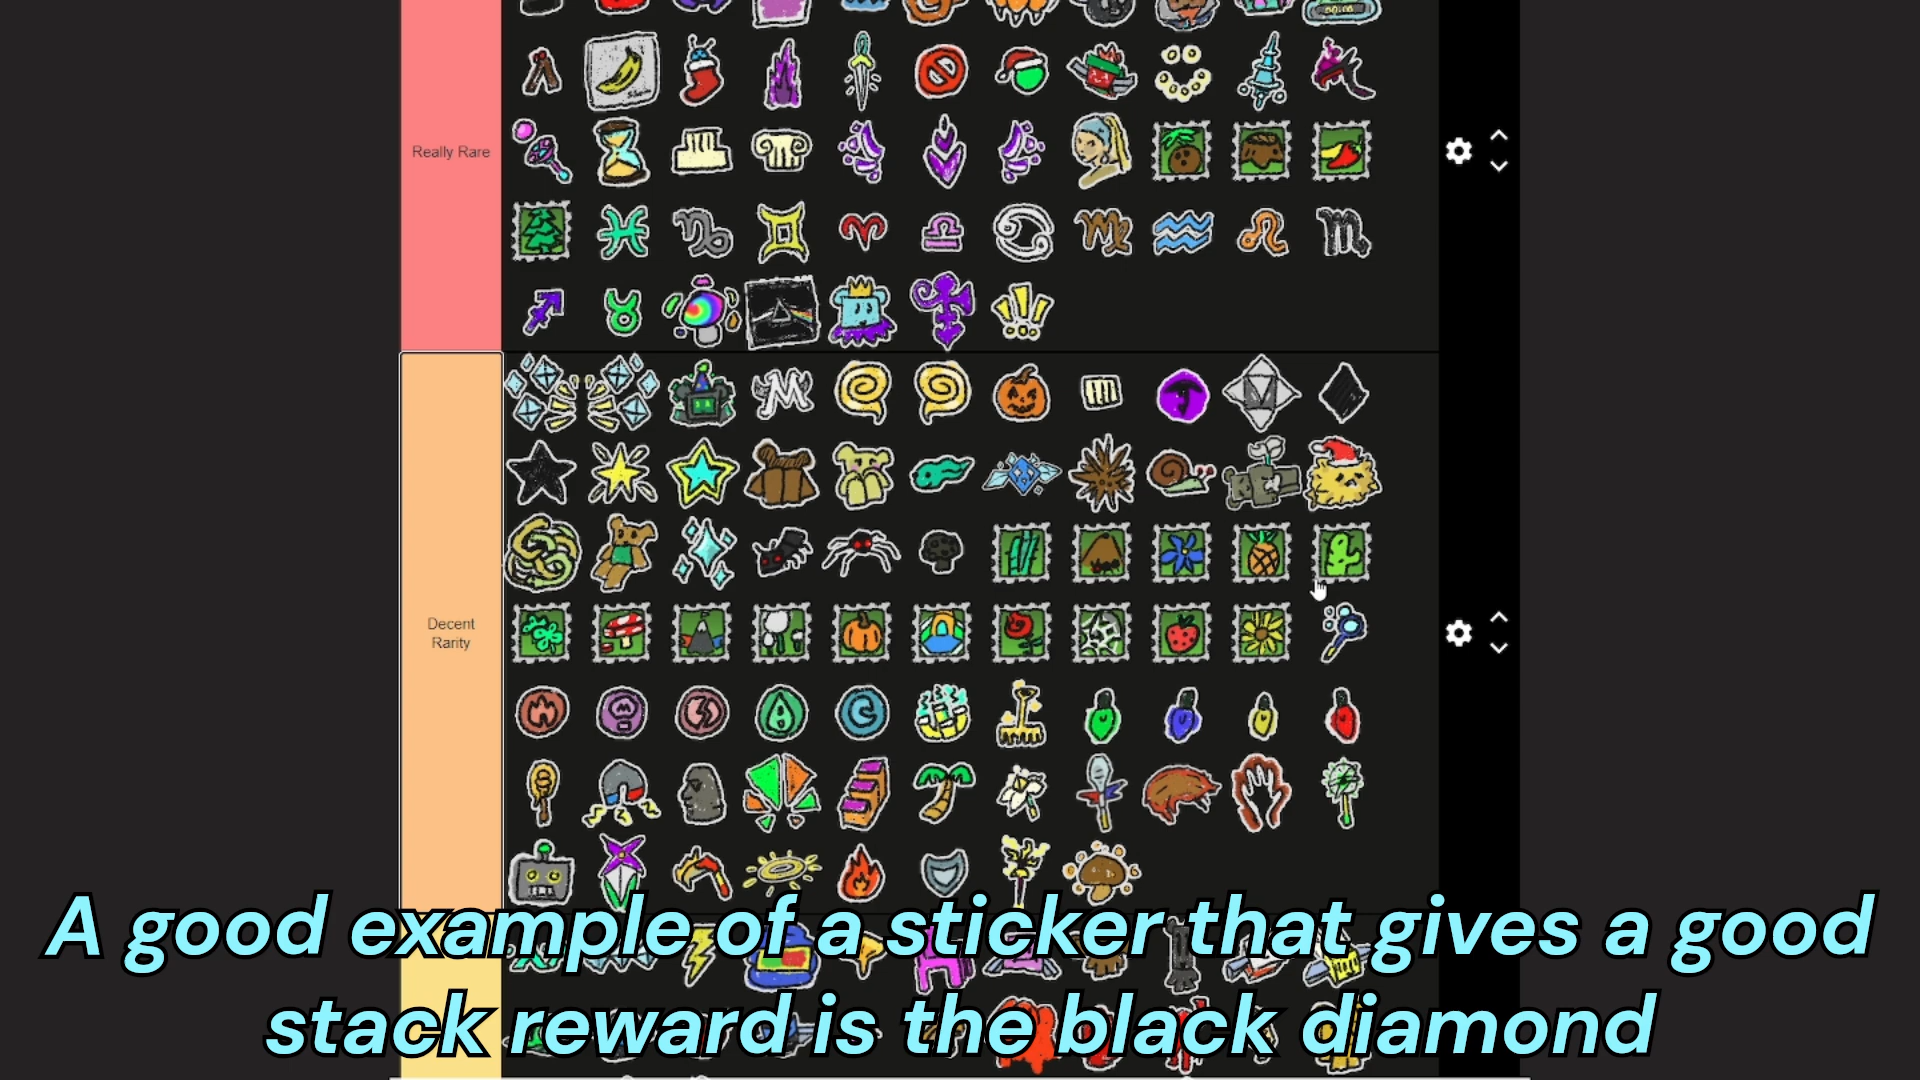 Really Rare
Decent
Rarity
A good example of a sticker that gives a good
stack reward is the black diamond